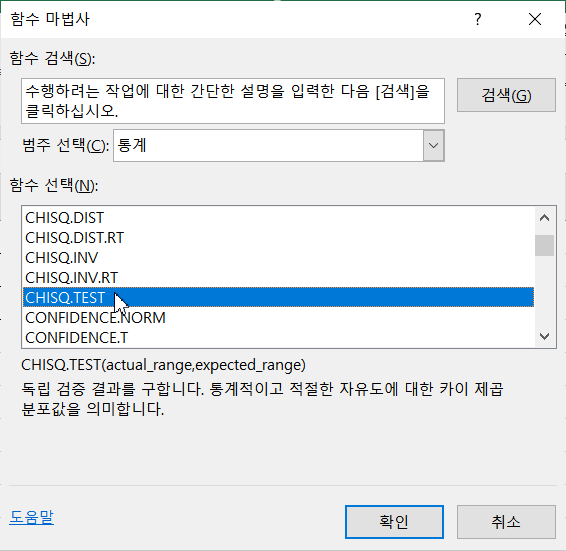 함수 마법사
?
함수 검색(S):
수행하려는 작업에 대한 간단한 설명을 입력한 다음 [검색]을
클릭하십시오.
검색(G)
범주 선택(C): 통계
함수 선택(N):
CHISQ.DIST
CHISQ.DIST.RT
CHISQ.INV
CHISQ.INV.RT
CHISQ.TEST
CONFIDENCE.NORM
CONFIDENCE.T
CHISQ.TEST(actual_range,expected_range)
독립 검증 결과를 구합니다. 통계적이고 적절한 자유도에 대한 카이 제곱
분포값을 의미합니다.
도움말
확인
취소